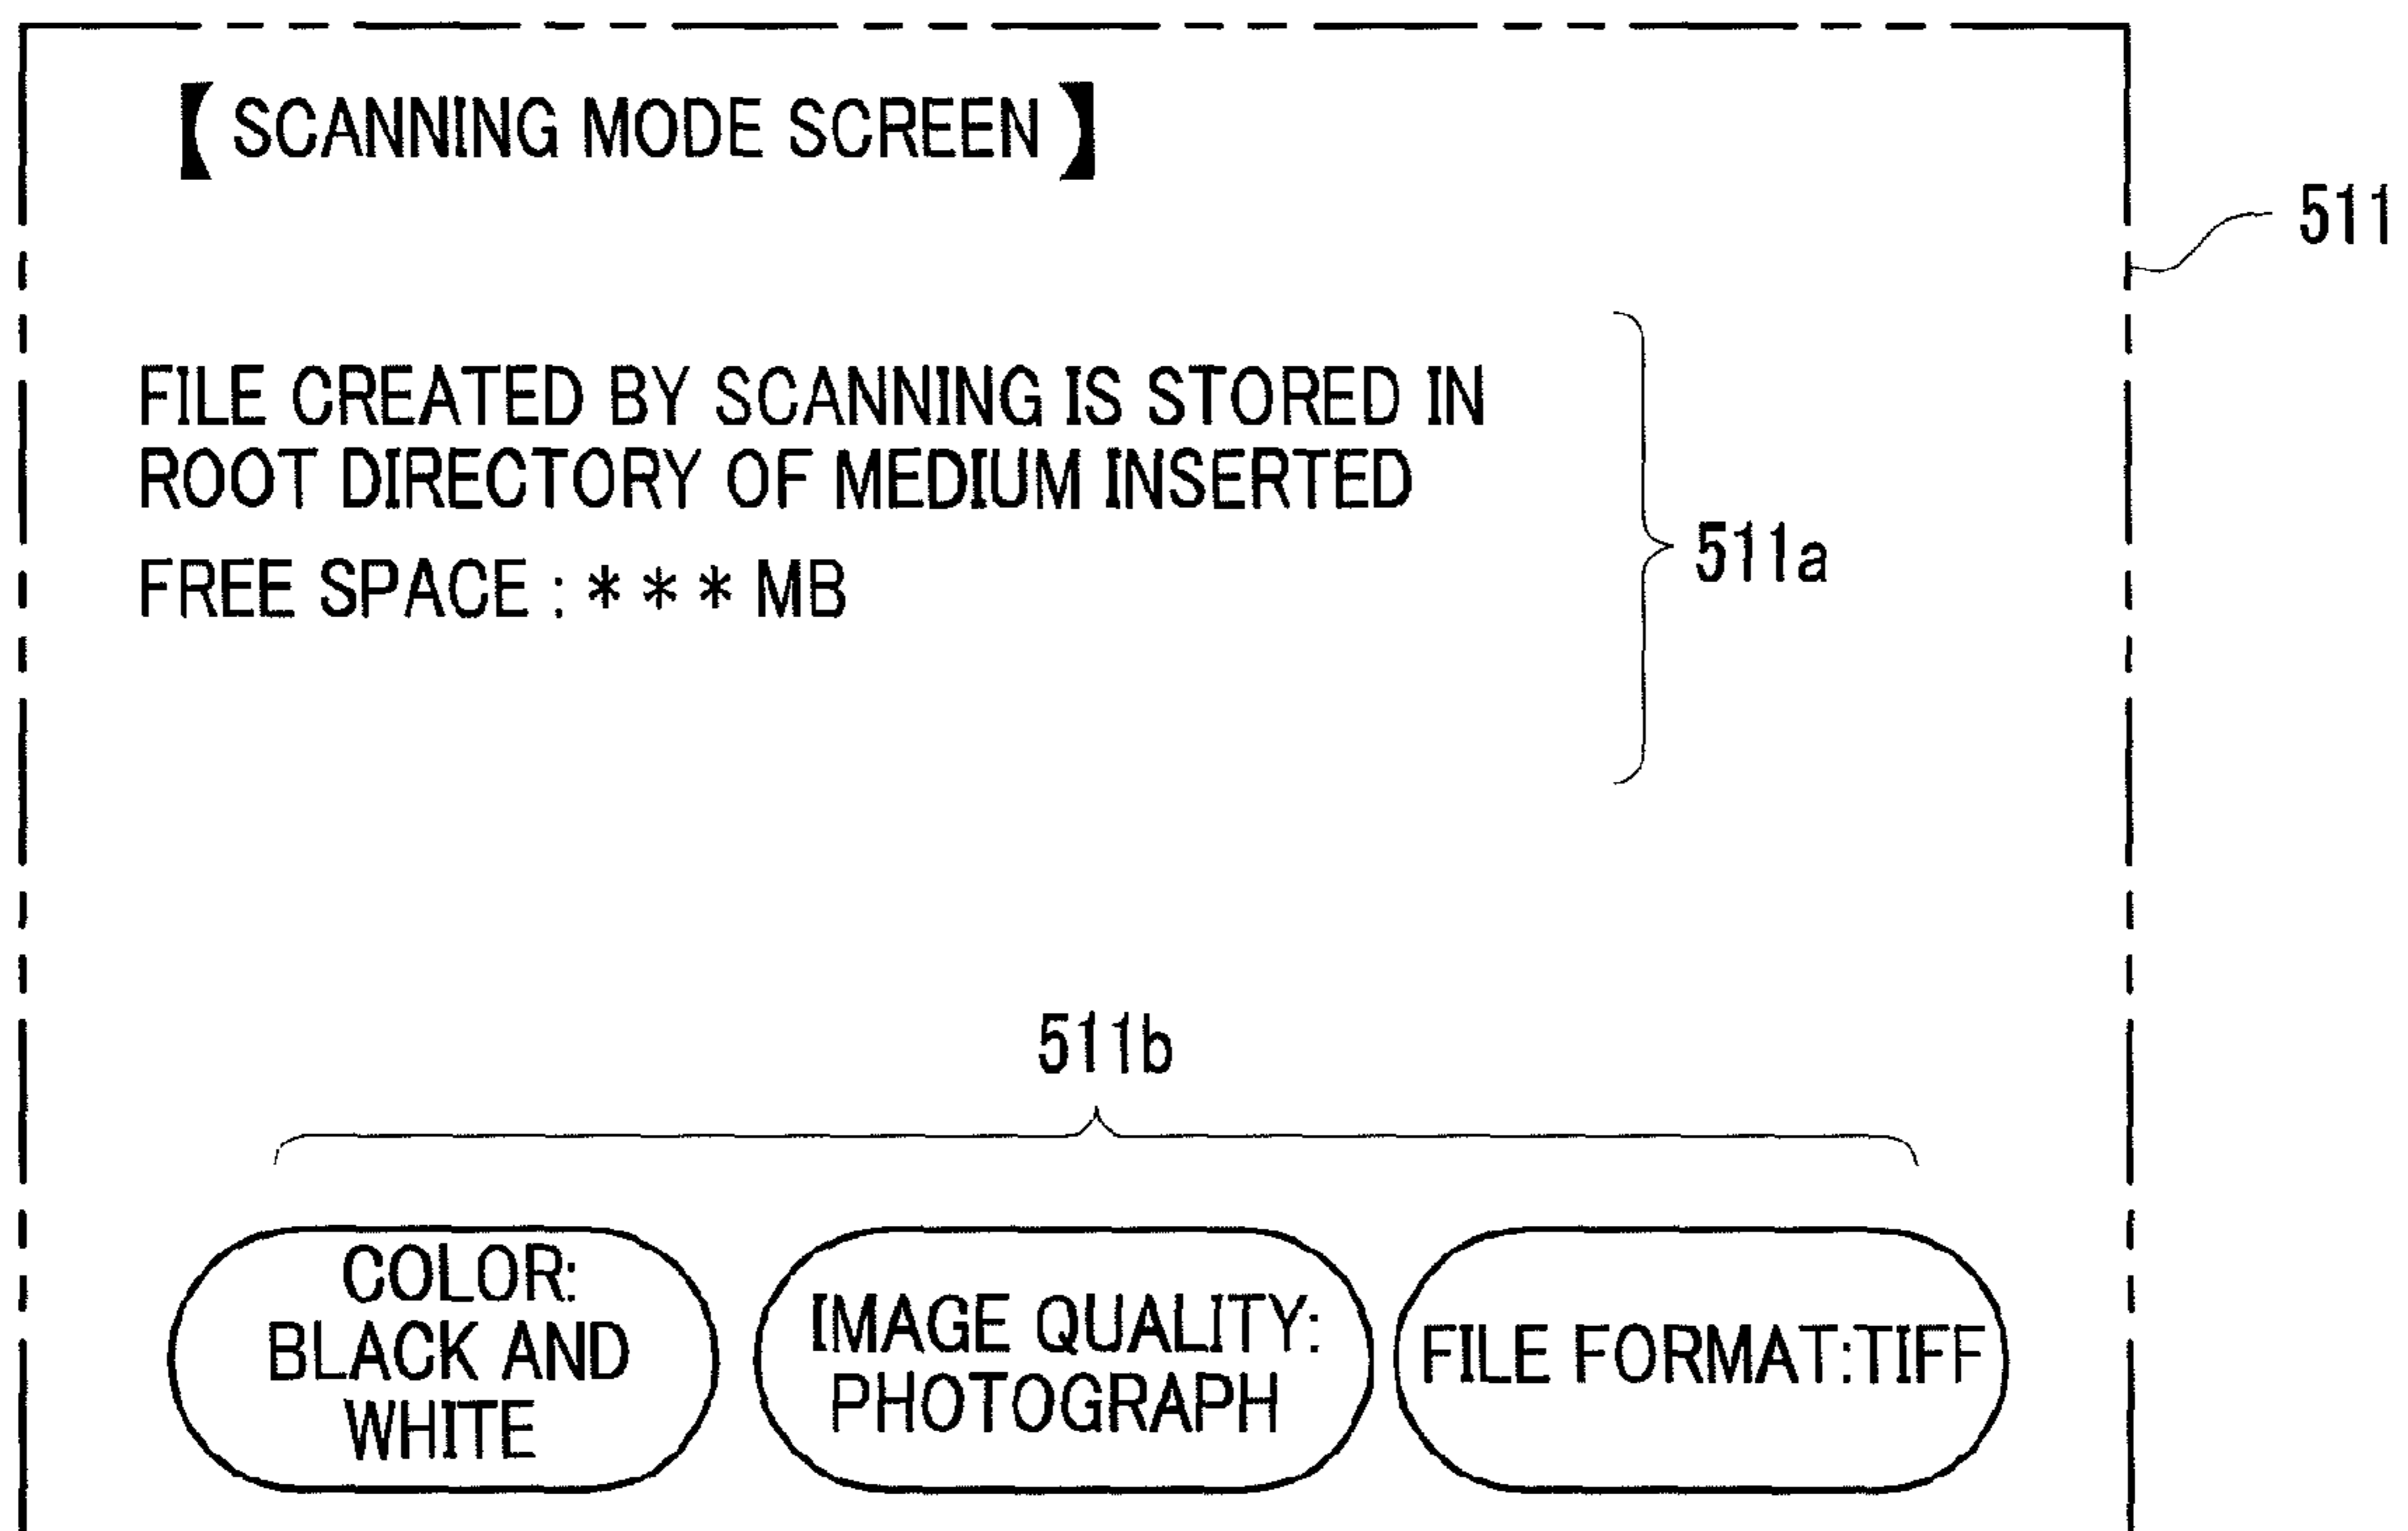 【SCANNING MODE SCREEN】
511
FILE CREATED BY SCANNING IS STORED IN
ROOT DIRECTORY OF MEDIUM INSERTED
511a
FREE SPACE : * * * MB
511b
COLOR:
BLACK AND
WHITE
IMAGE QUALITY:
PHOTOGRAPH
FILE FORMAT:TIFF